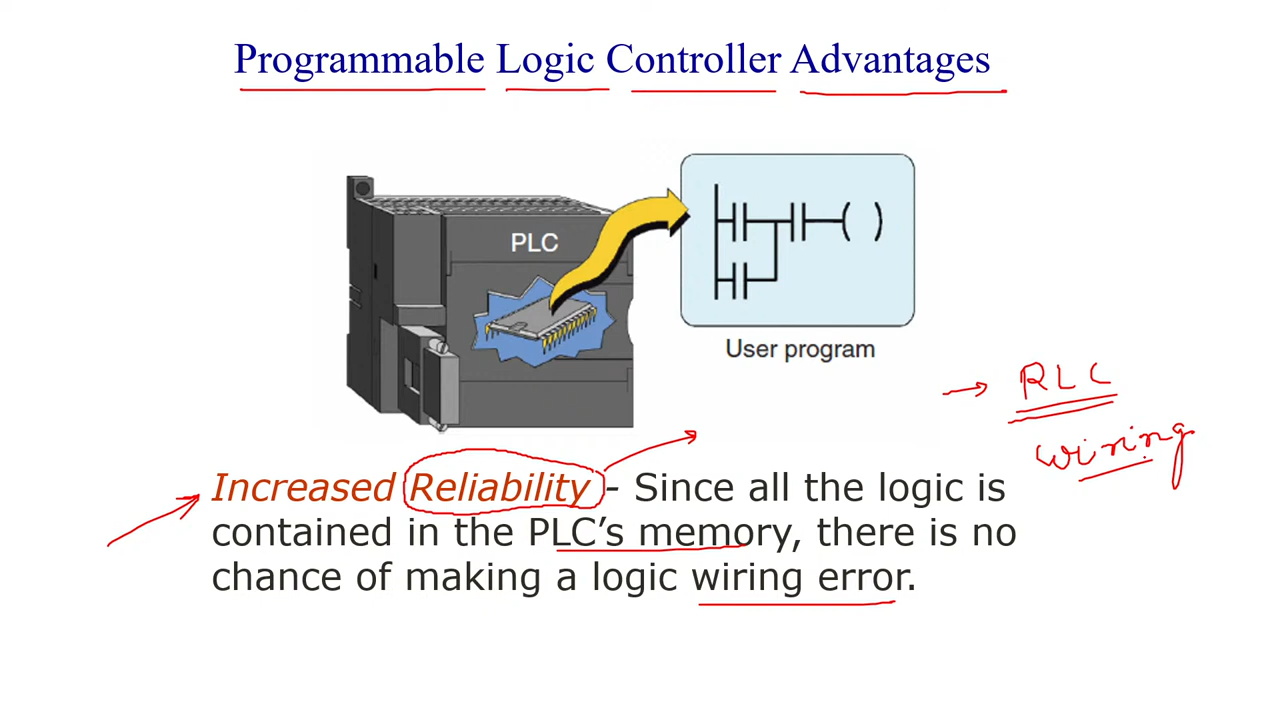 Programmable Logic Controller Advantages
PLC
User program
RLC
wiring
Increased Reliability - Since all the logic is
contained in the PLC’s memory, there is no
chance of making a logic wiring error.